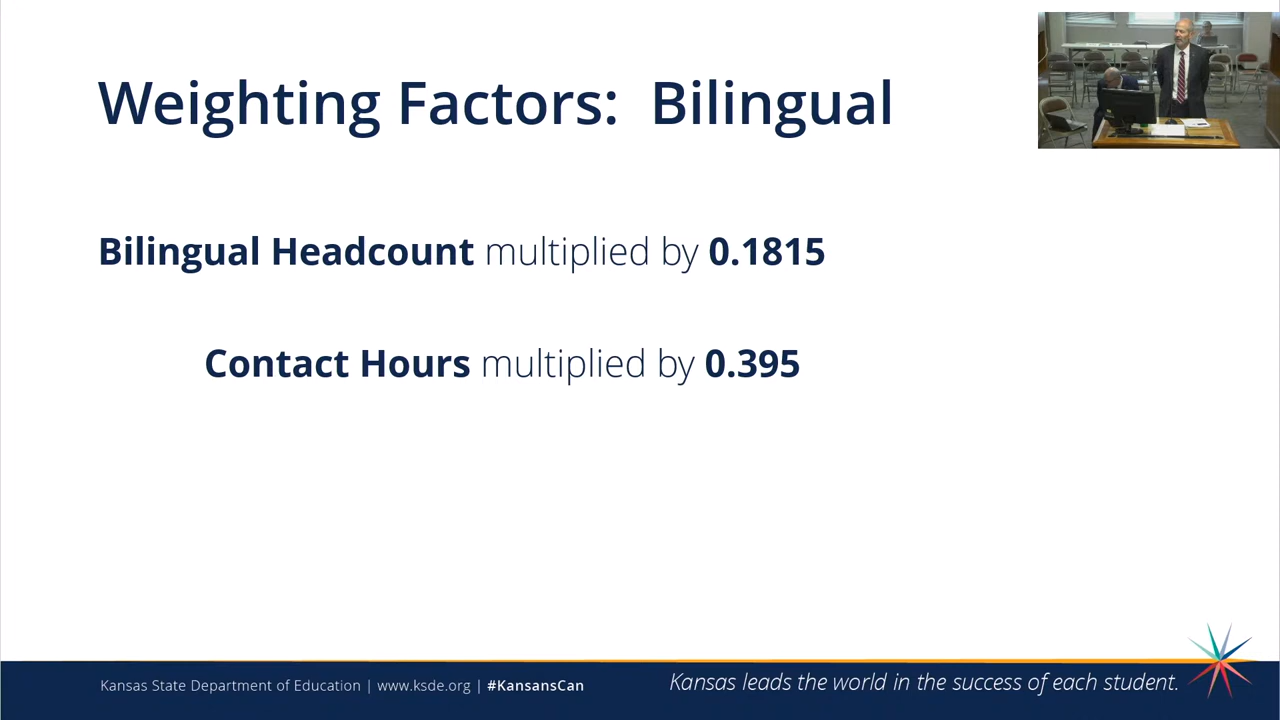 Weighting Factors: Bilingual
Bilingual Headcount multiplied by 0.1815
Contact Hours multiplied by 0.395
Kansas State Department of Education | www.ksde.org | #KansansCan
Kansas leads the world in the success of each student.